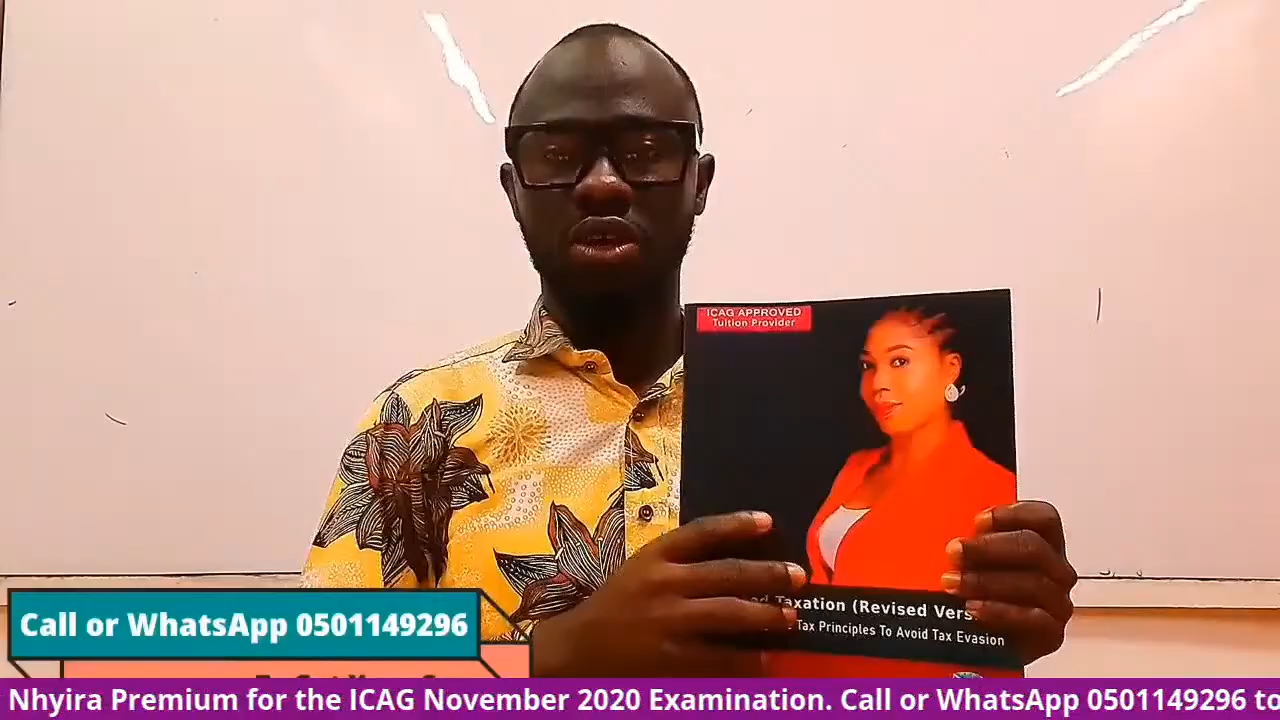 ICAG APPROVED
Tuition Provider
Taxation (Revised Vers
Tax Principles To Avoid Tax Evasion
Call or WhatsApp 0501149296
Nhyira Premium for the ICAG November 2020 Examination. Call or WhatsApp 0501149296 to